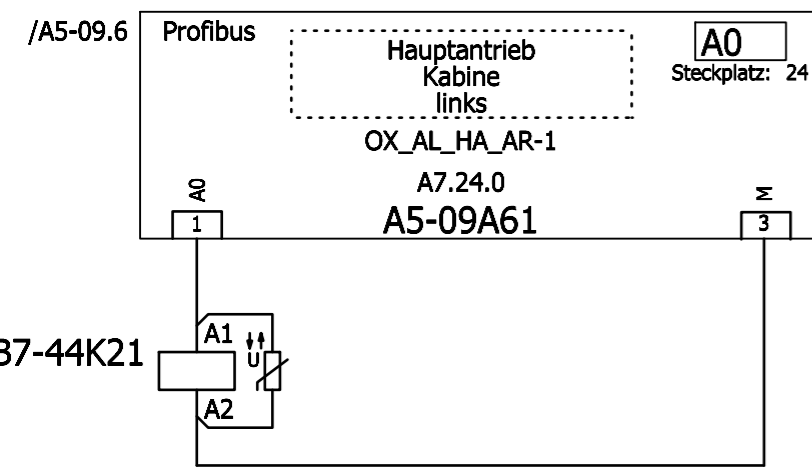 /A5-09.6
Profibus
Hauptantrieb
Kabine
links
A0
Steckplatz: 24
OX_AL_HA_AR-1
A7.24.0
A5-09A61
A0
1
M
3
37-44K21
A1
U
A2